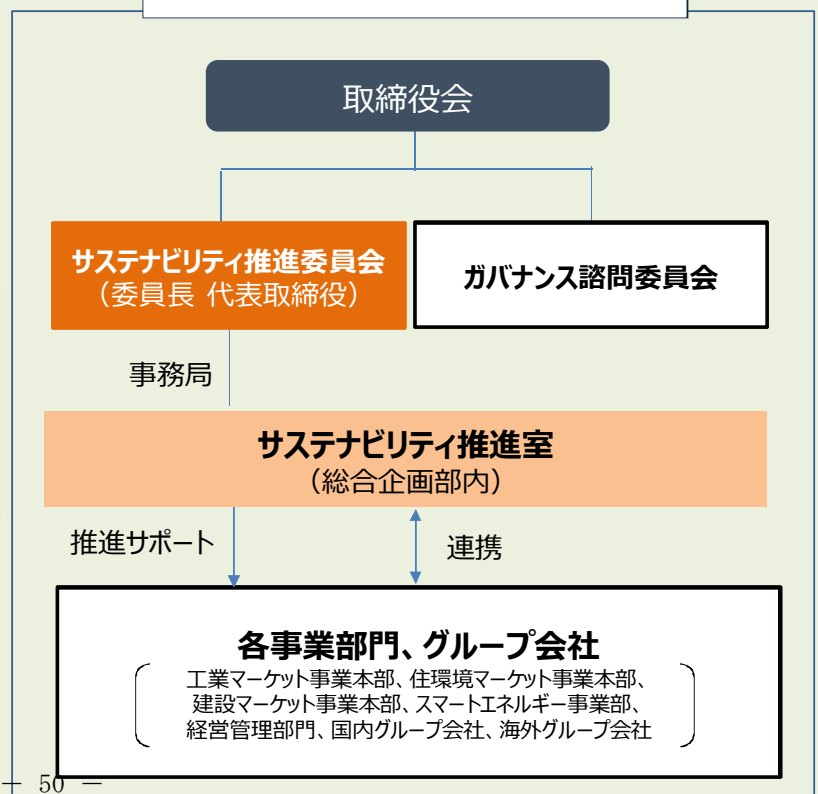 取締役会
サステナビリティ推進委員会
（委員長 代表取締役）
ガバナンス諮問委員会
事務局
サステナビリティ推進室
（総合企画部内）
推進サポート
連携
各事業部門、グループ会社
工業マーケット事業本部、住環境マーケット事業本部、
建設マーケット事業本部、スマートエネルギー事業部、
経営管理部門、国内グループ会社、海外グループ会社
－ 50 －